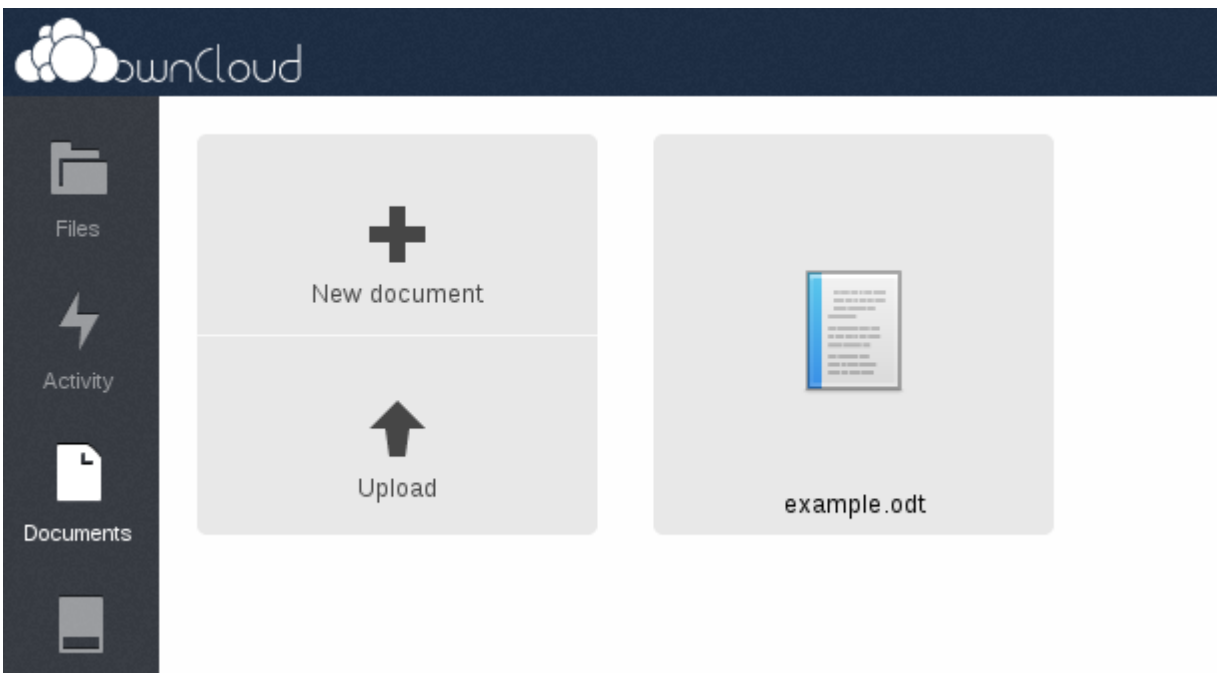 ownCloud
Files
Activity
Documents
New document
Upload
example.odt